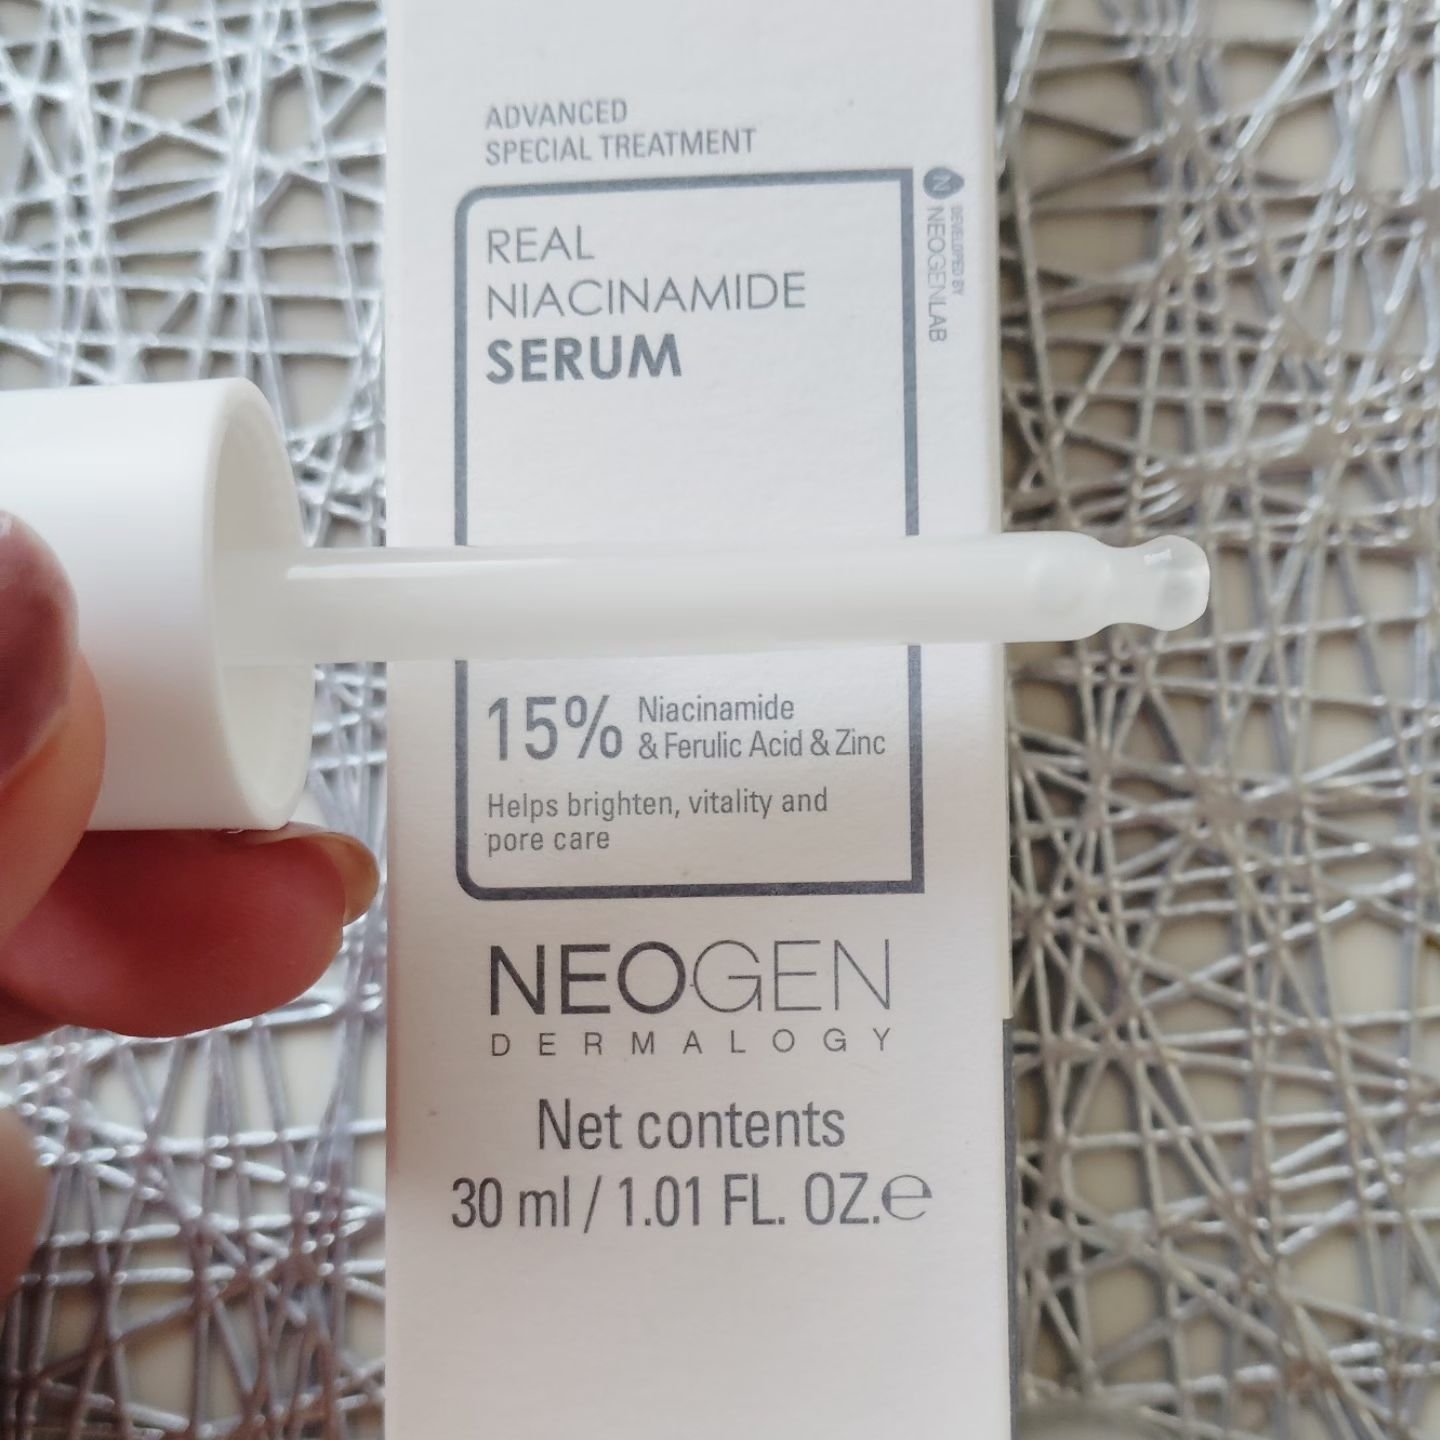 ADVANCED
SPECIAL TREATMENT
REAL
NIACINAMIDE
SERUM
N
DEVELOPED BY
NEOGENLAB
15% Niacinamide
& Ferulic Acid & Zinc
Helps brighten, vitality and
pore care
NEOGEN
DERMALOGY
Net contents
30 ml / 1.01 FL. OZ.℮